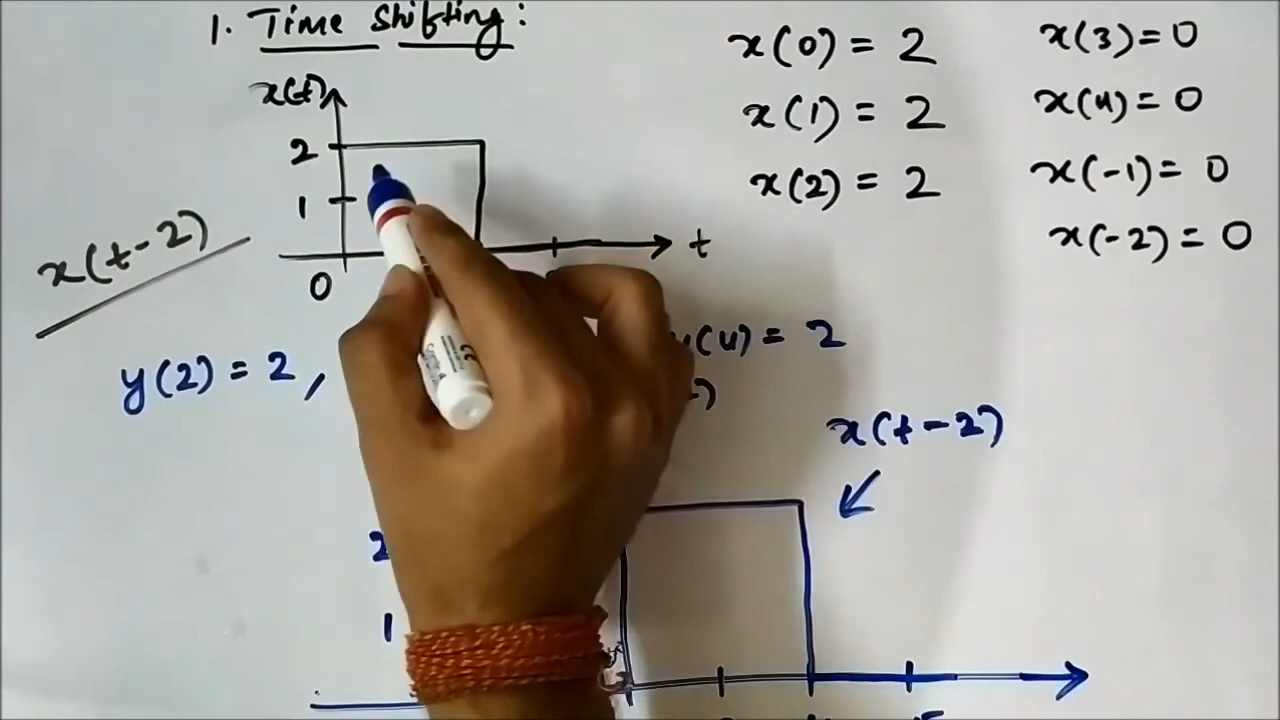 1. Time Shifting:
x(t)
2
1
0
t
x(t-2)
x(0) = 2
x(1) = 2
x(2) = 2
x(3) = 0
x(4) = 0
x(-1) = 0
x(-2) = 0
y(2) = 2,
(4) = 2
x(t-2)
2
1